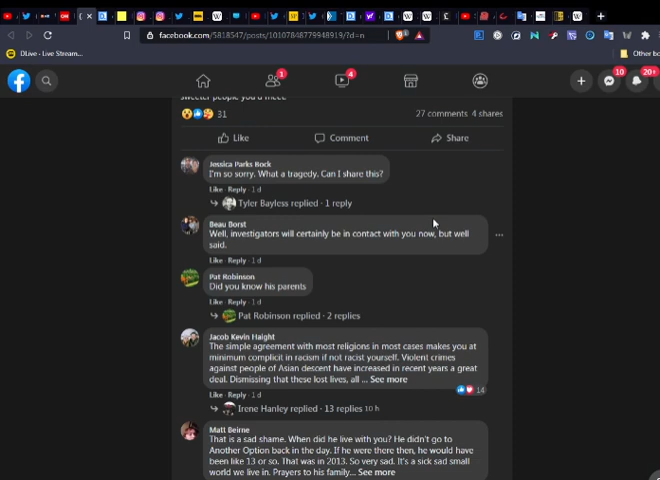 facebook.com/5818547/posts/10107848779948919/?d=n
DLive - Live Stream...
Other bo
1
4
10
20+
sweeter people you'd meet
31
27 comments 4 shares
Like
Comment
Share
Jessica Parks Bock
I'm so sorry. What a tragedy. Can I share this?
Like · Reply · 1 d
Tyler Bayless replied · 1 reply
Beau Borst
Well, investigators will certainly be in contact with you now, but well
said.
Like · Reply · 1 d
Pat Robinson
Did you know his parents
Like · Reply · 1 d
Pat Robinson replied · 2 replies
Jacob Kevin Haight
The simple agreement with most religions in most cases makes you at
minimum complicit in racism if not racist yourself. Violent crimes
against people of Asian descent have increased in recent years a great
deal. Dismissing that these lost lives, all ... See more
14
Like · Reply · 1 d
Irene Hanley replied · 13 replies 10 h
Matt Beirne
That is a sad shame. When did he live with you? He didn't go to
Another Option back in the day. If he were there then, he would have
been like 13 or so. That was in 2013. So very sad. It's a sick sad small
world we live in. Prayers to his family... See more